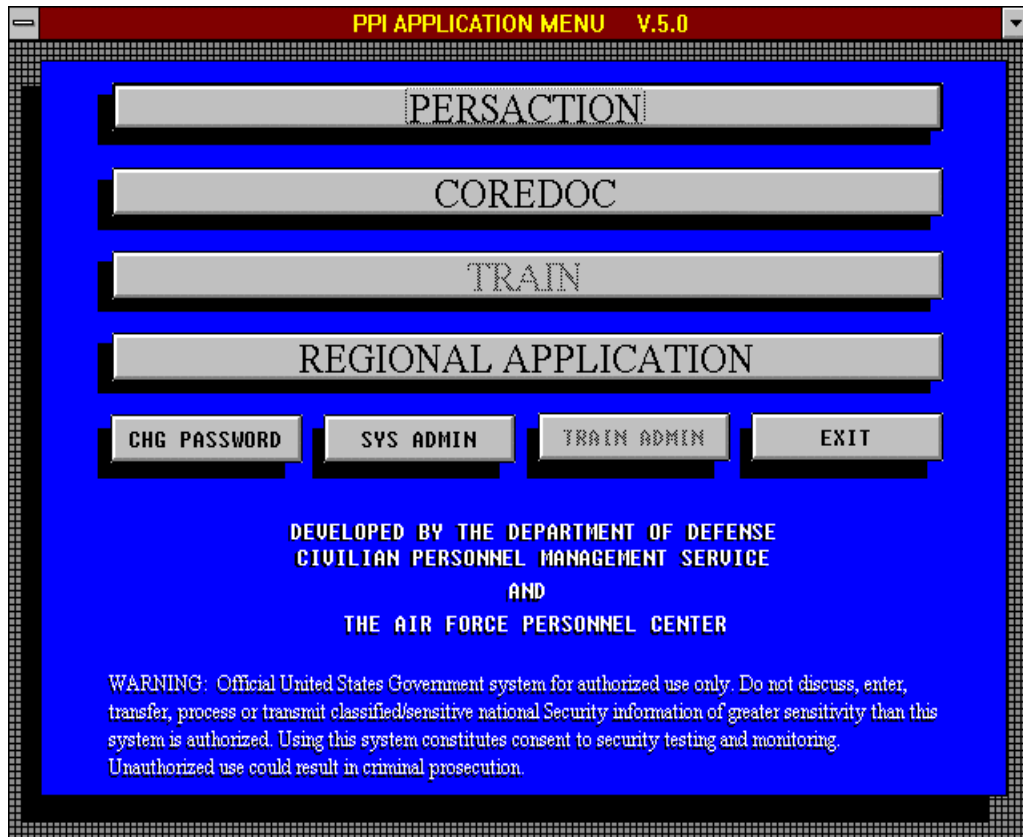 PPI APPLICATION MENU V.5.0
PERSACTION
COREDOC
TRAIN
REGIONAL APPLICATION
CHG PASSWORD SYS ADMIN TRAIN ADMIN EXIT
DEVELOPED BY THE DEPARTMENT OF DEFENSE
CIVILIAN PERSONNEL MANAGEMENT SERVICE
AND
THE AIR FORCE PERSONNEL CENTER
WARNING: Official United States Government system for authorized use only. Do not discuss, enter,
transfer, process or transmit classified/sensitive national Security information of greater sensitivity than this
system is authorized. Using this system constitutes consent to security testing and monitoring.
Unauthorized use could result in criminal prosecution.